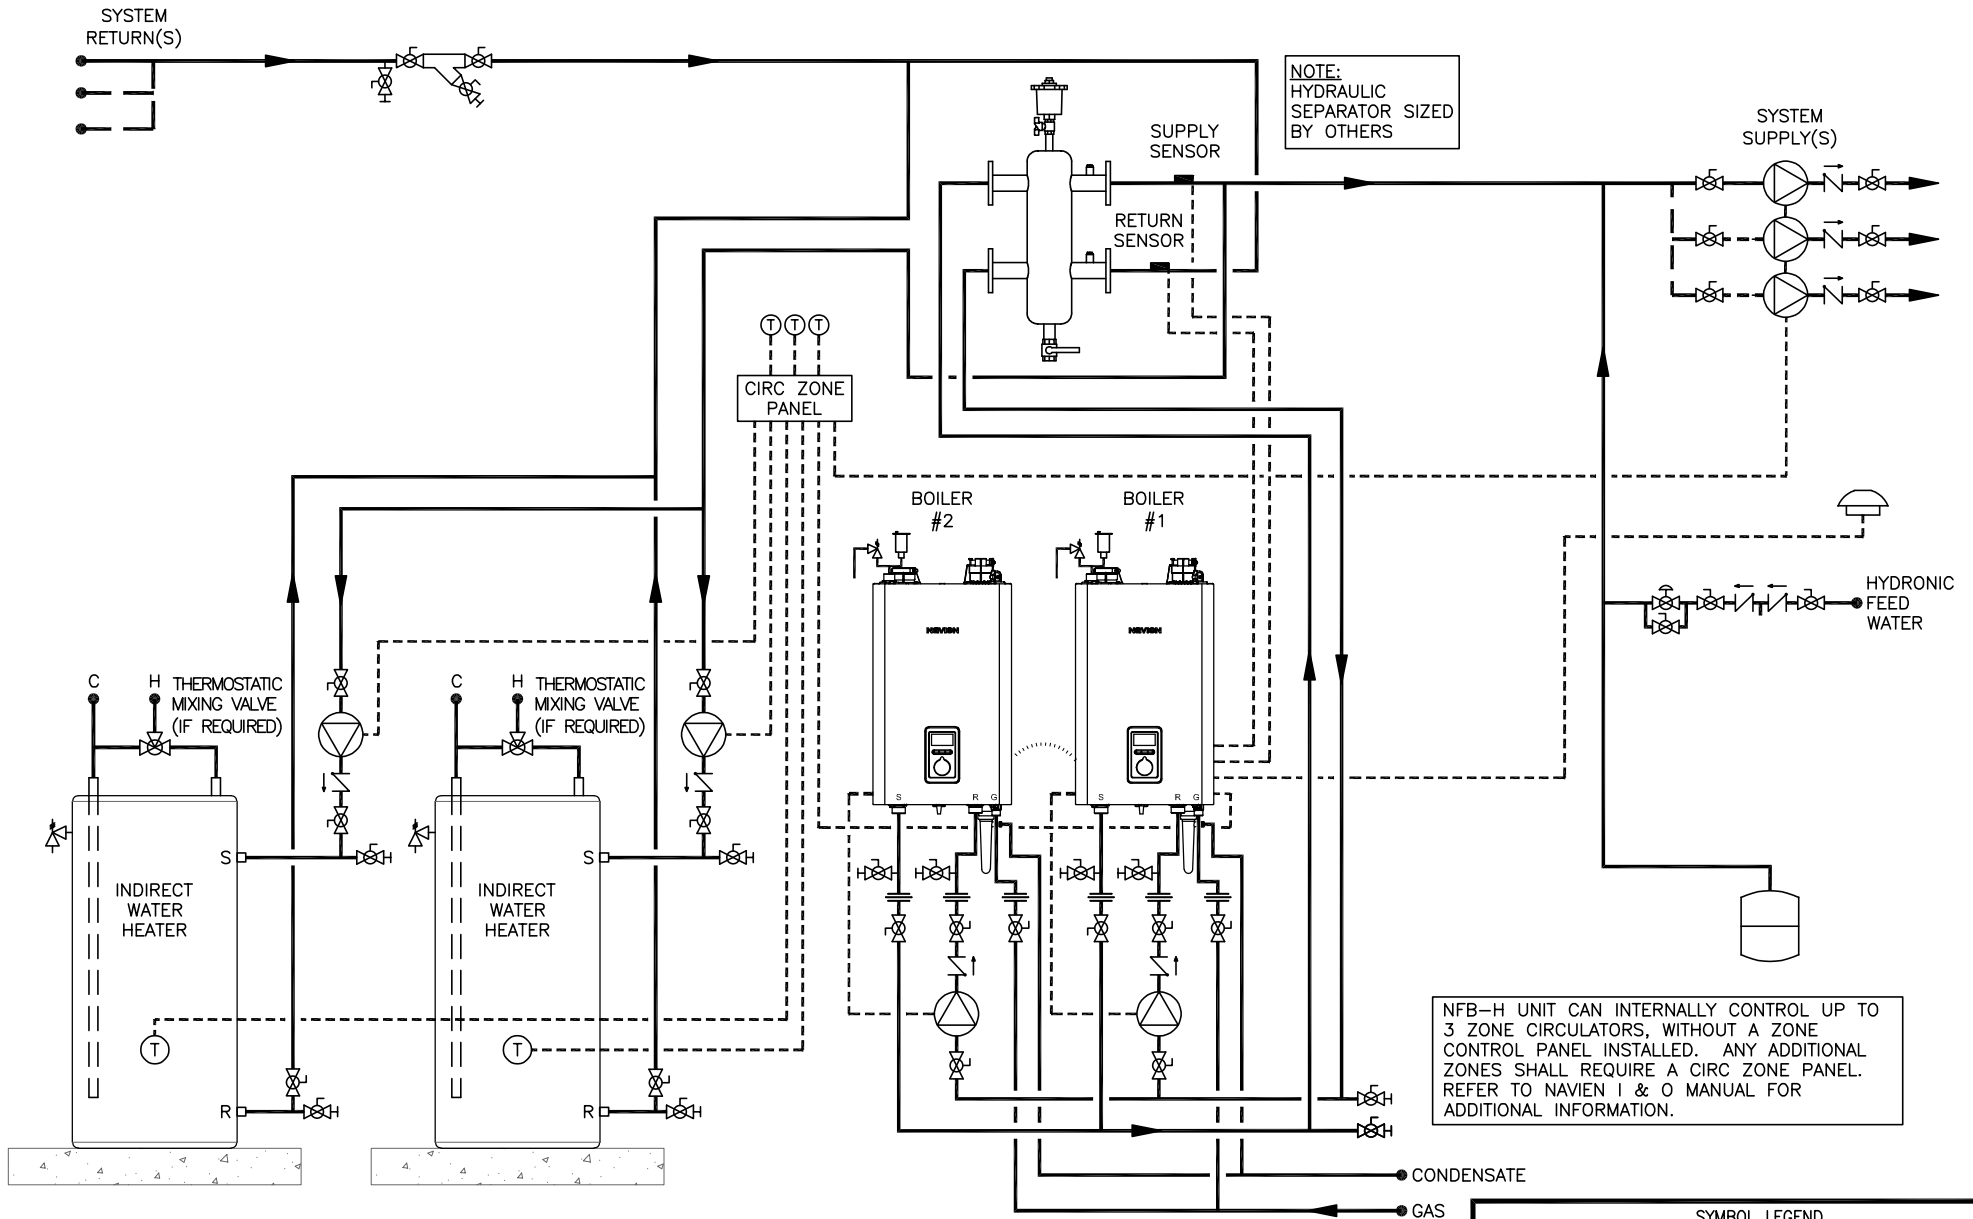 SYSTEM
RETURN(S)
NOTE:
HYDRAULIC
SEPARATOR SIZED
BY OTHERS
SUPPLY
SENSOR
SYSTEM
SUPPLY(S)
RETURN
SENSOR
T T T
CIRC ZONE
PANEL
BOILER
#2
BOILER
#1
HYDRONIC
FEED
WATER
NAVIEN
NAVIEN
C
H
THERMOSTATIC
MIXING VALVE
(IF REQUIRED)
C
H
THERMOSTATIC
MIXING VALVE
(IF REQUIRED)
S R G
S R G
S
S
INDIRECT
WATER
HEATER
INDIRECT
WATER
HEATER
T
T
R
R
NFB-H UNIT CAN INTERNALLY CONTROL UP TO
3 ZONE CIRCULATORS, WITHOUT A ZONE
CONTROL PANEL INSTALLED. ANY ADDITIONAL
ZONES SHALL REQUIRE A CIRC ZONE PANEL.
REFER TO NAVIEN I & O MANUAL FOR
ADDITIONAL INFORMATION.
CONDENSATE
GAS
SYMBOL LEGEND